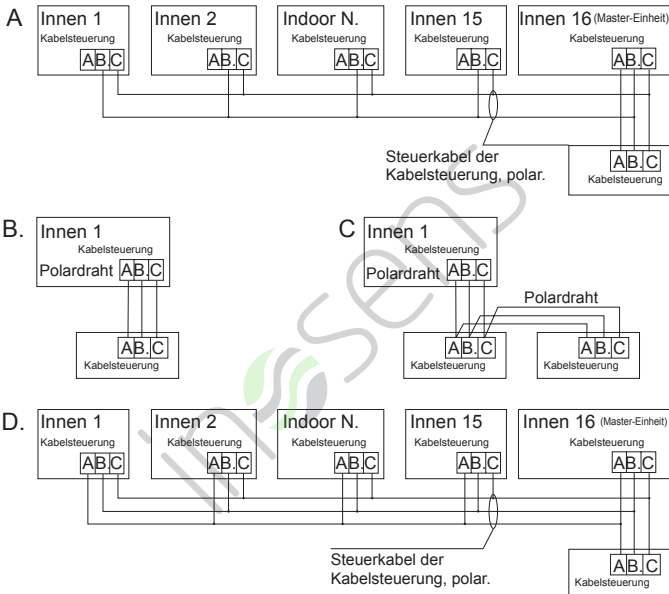 A
Innen 1 Innen 2 Indoor N. Innen 15 Innen 16 (Master-Einheit)
Kabelsteuerung Kabelsteuerung Kabelsteuerung Kabelsteuerung Kabelsteuerung
AB.C AB.C AB.C AB.C AB.C
Steuerkabel der
Kabelsteuerung, polar.
AB.C
Kabelsteuerung
B.
Innen 1
Kabelsteuerung
Polardraht AB.C
AB.C
Kabelsteuerung
C
Innen 1
Kabelsteuerung
Polardraht AB.C
Polardraht
AB.C AB.C
Kabelsteuerung Kabelsteuerung
insens
D.
Innen 1 Innen 2 Indoor N. Innen 15 Innen 16 (Master-Einheit)
Kabelsteuerung Kabelsteuerung Kabelsteuerung Kabelsteuerung Kabelsteuerung
AB.C AB.C AB.C AB.C AB.C
Steuerkabel der
Kabelsteuerung, polar.
AB.C
Kabelsteuerung